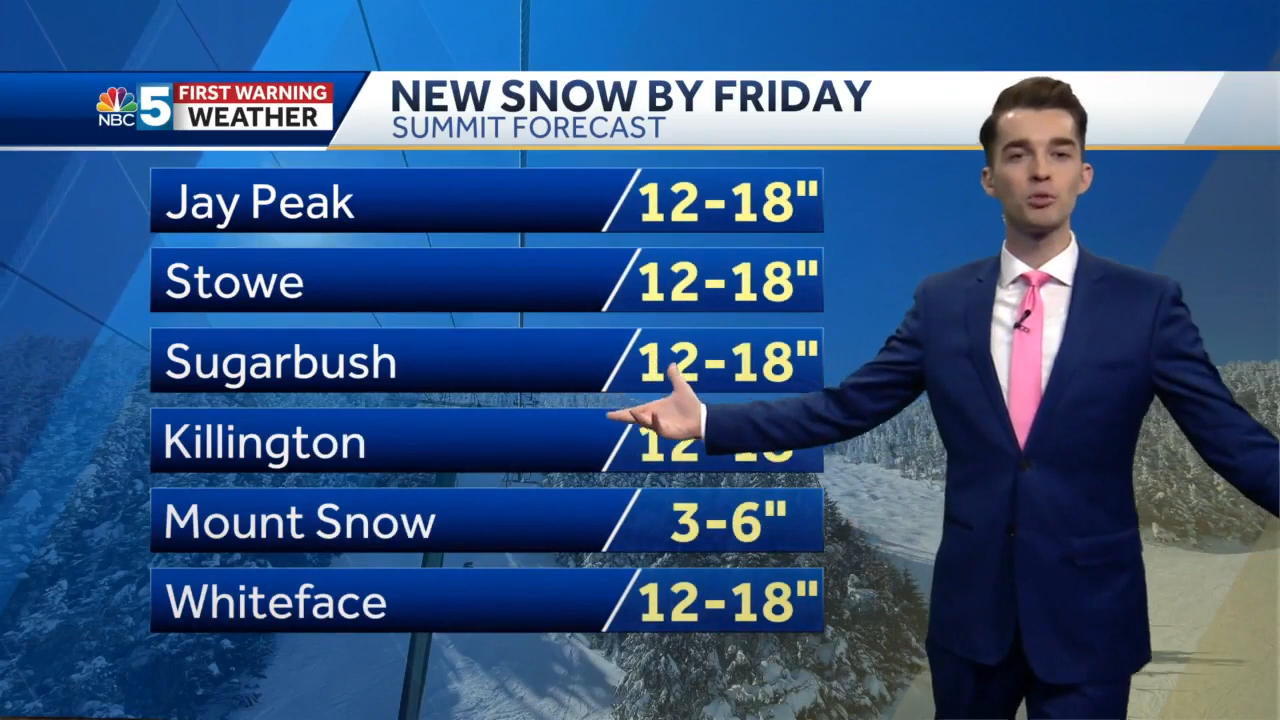 NBC 5 FIRST WARNING WEATHER
NEW SNOW BY FRIDAY
SUMMIT FORECAST
Jay Peak 12-18"
Stowe 12-18"
Sugarbush 12-18"
Killington
Mount Snow 3-6"
Whiteface 12-18"